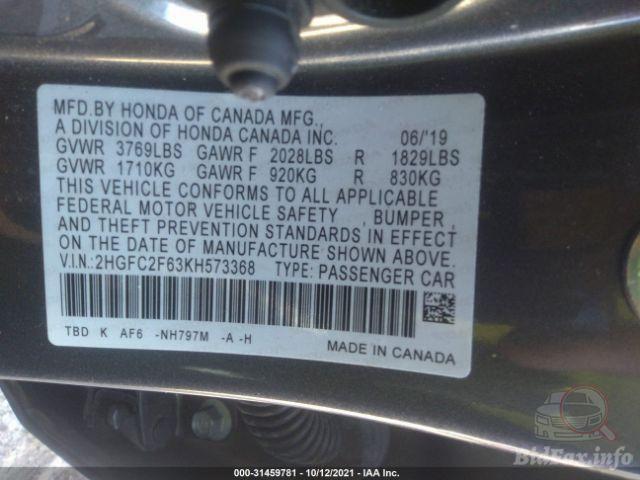 MFD.BY HONDA OF CANADA MFG.,
A DIVISION OF HONDA CANADA INC. 06/'19
GVWR 3769LBS GAWR F 2028LBS R 1829LBS
GVWR 1710KG GAWR F 920KG R 830KG
THIS VEHICLE CONFORMS TO ALL APPLICABLE
FEDERAL MOTOR VEHICLE SAFETY , BUMPER ,
AND THEFT PREVENTION STANDARDS IN EFFECT
ON THE DATE OF MANUFACTURE SHOWN ABOVE.
V.I.N.:2HGFC2F63KH573368 TYPE: PASSENGER CAR
TBD K AF6 -NH797M -A -H
MADE IN CANADA
BidFax.info
000-31459781 - 10/12/2021 - IAA Inc.